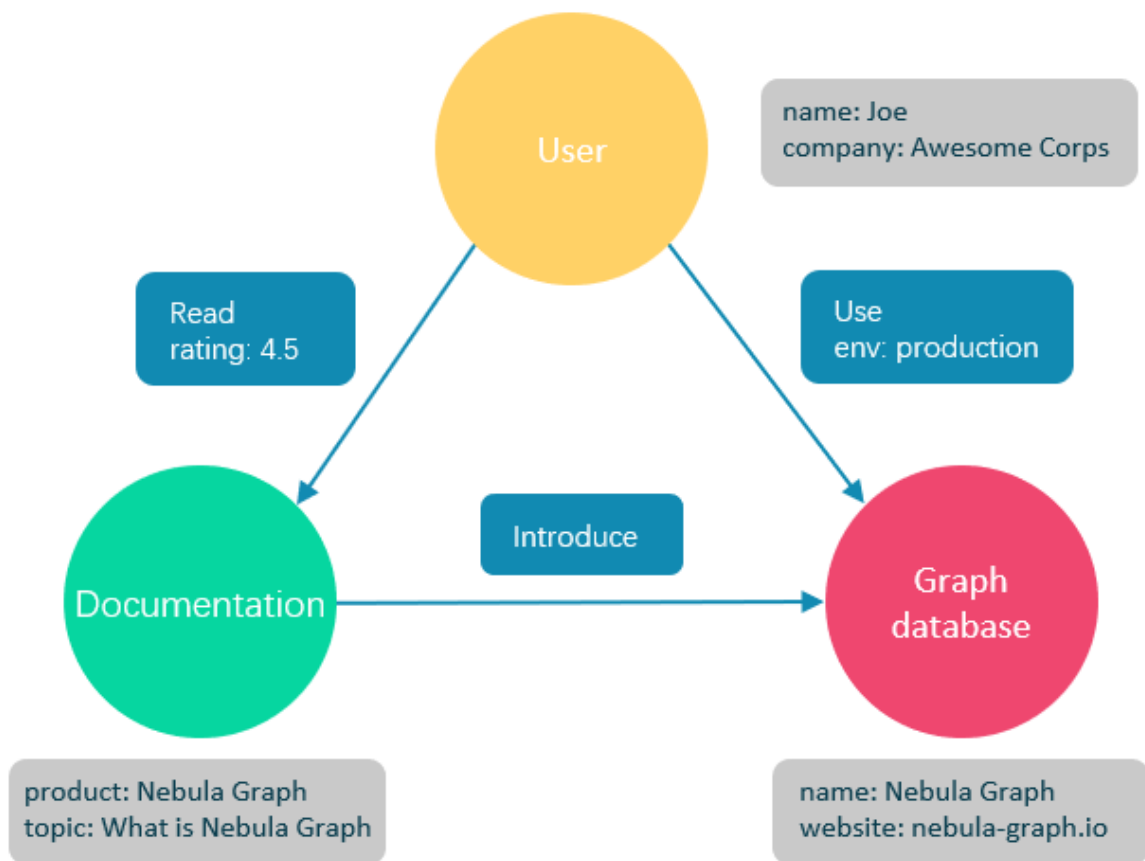 User
name: Joe
company: Awesome Corps
Read
rating: 4.5
Use
env: production
Introduce
Documentation
Graph
database
product: Nebula Graph
topic: What is Nebula Graph
name: Nebula Graph
website: nebula-graph.io